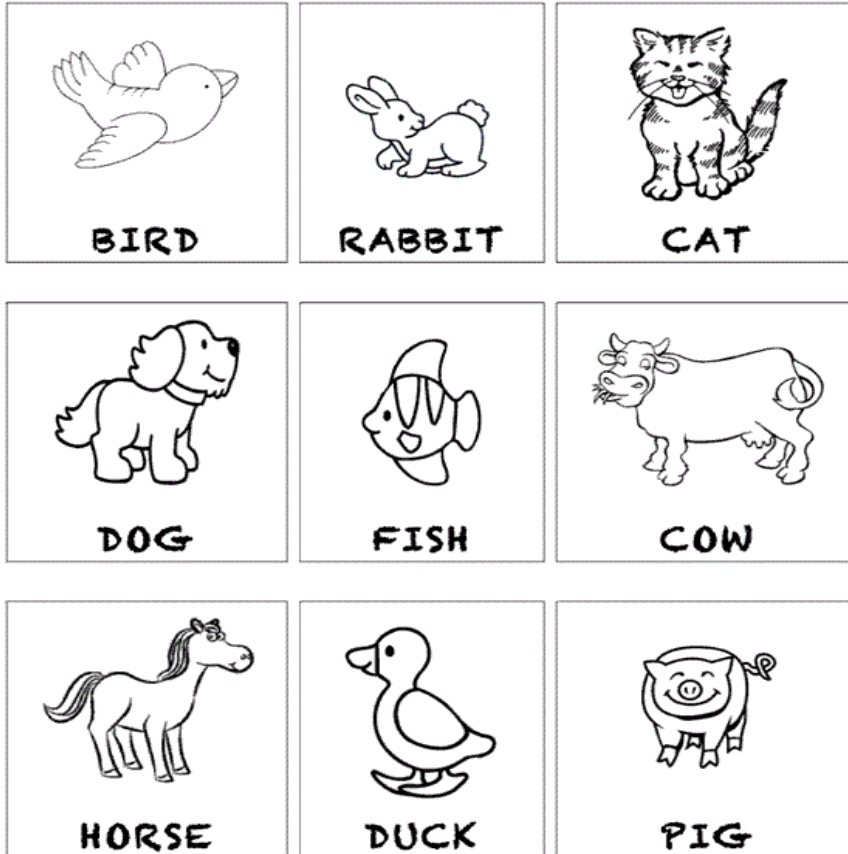 BIRD
RABBIT
CAT
DOG
FISH
COW
HORSE
DUCK
PIG